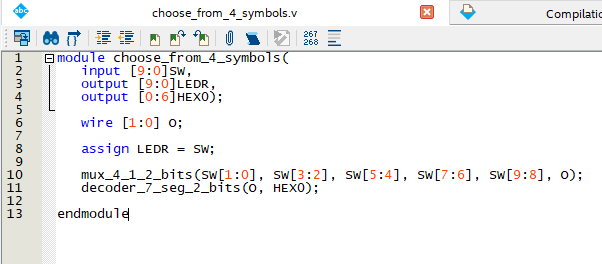 abc choose_from_4_symbols.v Compilatio
267
268
1 module choose_from_4_symbols(
2 input [9:0]SW,
3 output [9:0]LEDR,
4 output [0:6]HEX0);
5
6 wire [1:0] O;
7
8 assign LEDR = SW;
9
10 mux_4_1_2_bits(SW[1:0], SW[3:2], SW[5:4], SW[7:6], SW[9:8], O);
11 decoder_7_seg_2_bits(O, HEX0);
12
13 endmodule